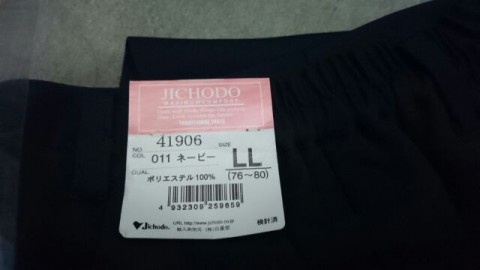 JICHODO
NO. 41906
SIZE
COL. 011 ネービー
LL
QUAL.
ポリエステル100%
(76～80)
4 932309 259659
Jichodo.
URL http://www.jichodo.co.jp
検針済